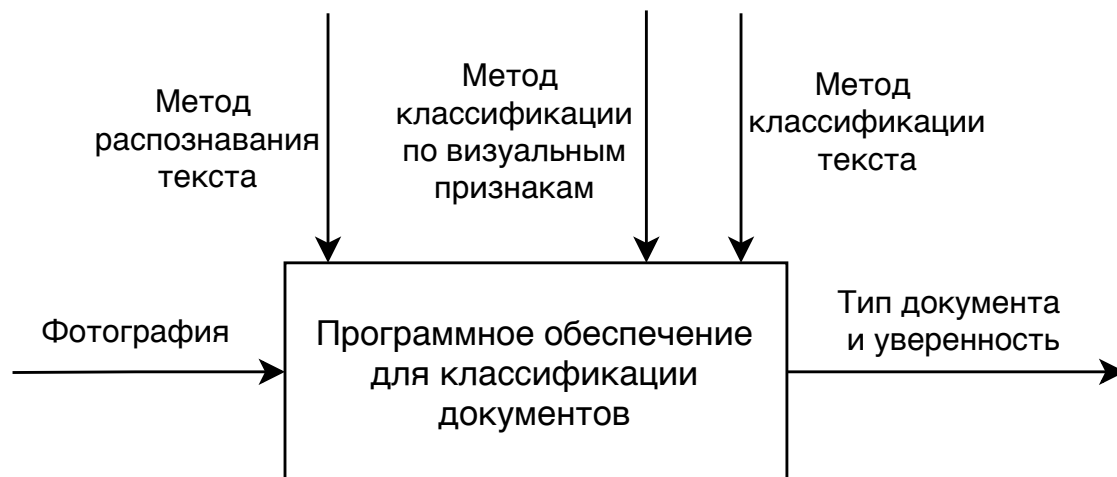 Метод
распознавания
текста
Метод
классификации
по визуальным
признакам
Метод
классификации
текста
Фотография
Программное обеспечение
для классификации
документов
Тип документа
и уверенность